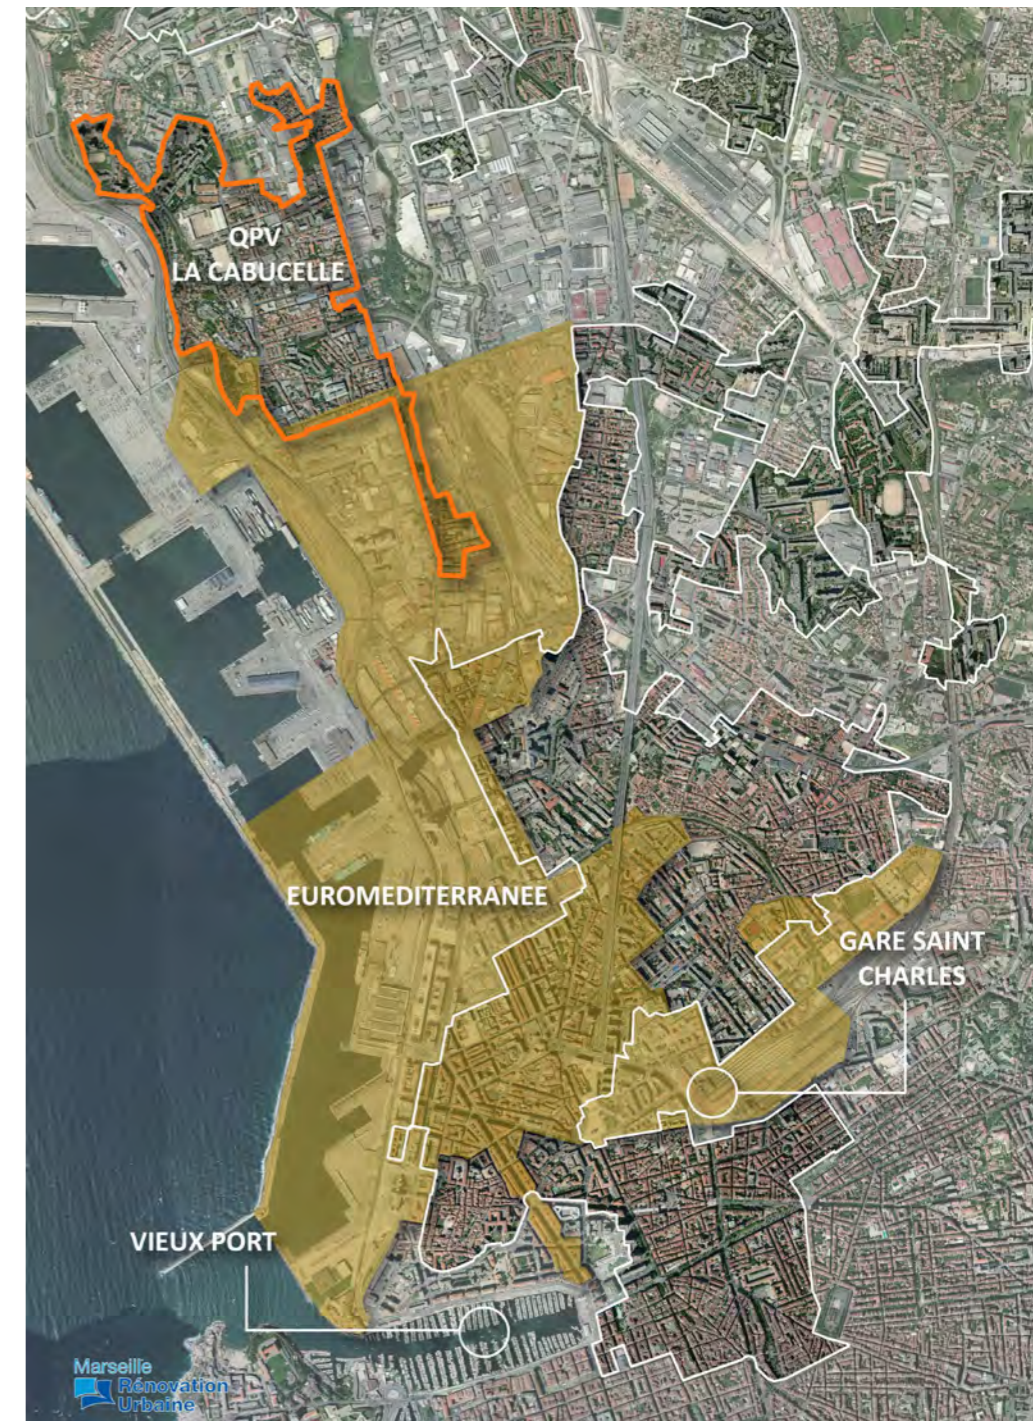 QPV
LA CABUCELLE
EUROMEDITERRANEE
GARE SAINT
CHARLES
VIEUX PORT
Marseille
Rénovation
Urbaine